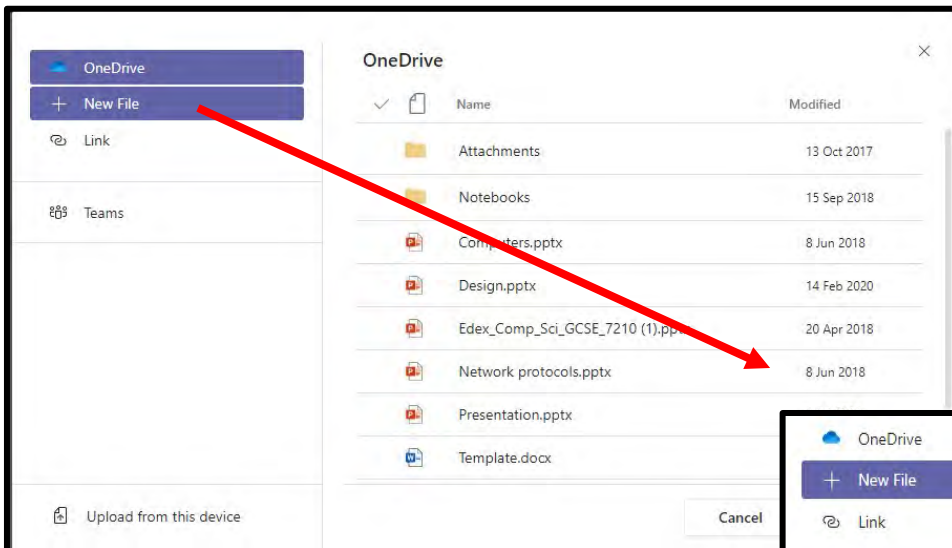 OneDrive
New File
Link
Teams
Upload from this device
OneDrive
Name Modified
Attachments 13 Oct 2017
Notebooks 15 Sep 2018
Computers.pptx 8 Jun 2018
Design.pptx 14 Feb 2020
Edex_Comp_Sci_GCSE_7210 (1).pptx 20 Apr 2018
Network protocols.pptx 8 Jun 2018
Presentation.pptx
Template.docx
Cancel
OneDrive
New File
Link